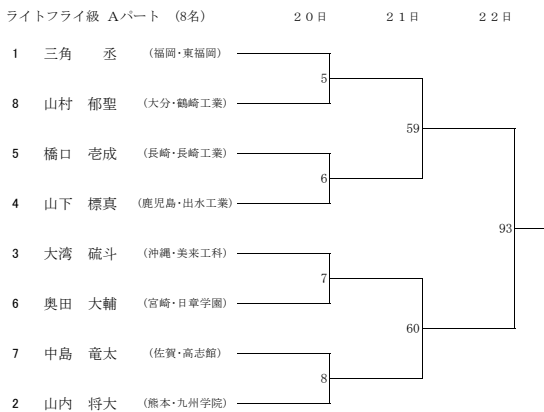 ライトフライ級 Aパート (8名) 20日 21日 22日
1 三角 丞 (福岡・東福岡)
5
8 山村 郁聖 (大分・鶴崎工業)
59
5 橋口 壱成 (長崎・長崎工業)
6
4 山下 標真 (鹿児島・出水工業)
93
3 大湾 硫斗 (沖縄・美来工科)
7
6 奥田 大輔 (宮崎・日章学園)
60
7 中島 竜太 (佐賀・高志館)
8
2 山内 将大 (熊本・九州学院)